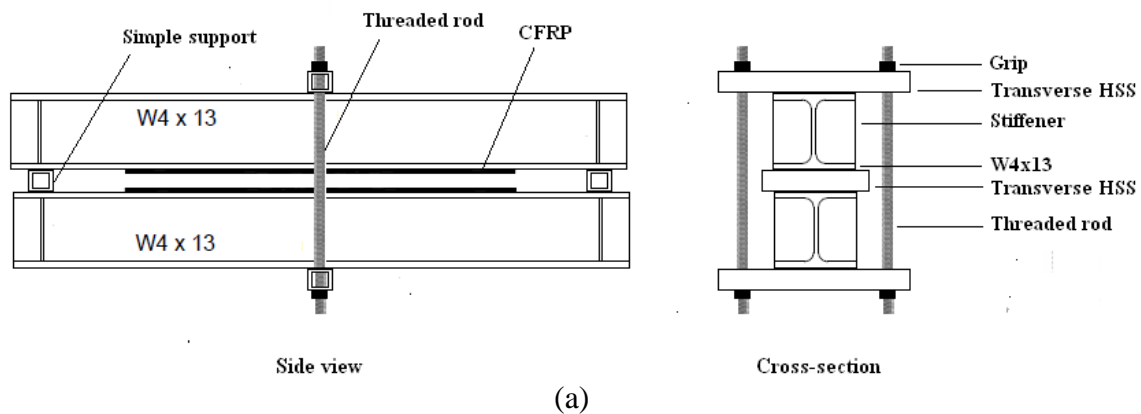 Simple support
Threaded rod
CFRP
W4 x 13
W4 x 13
Side view
Grip
Transverse HSS
Stiffener
W4x13
Transverse HSS
Threaded rod
Cross-section
(a)